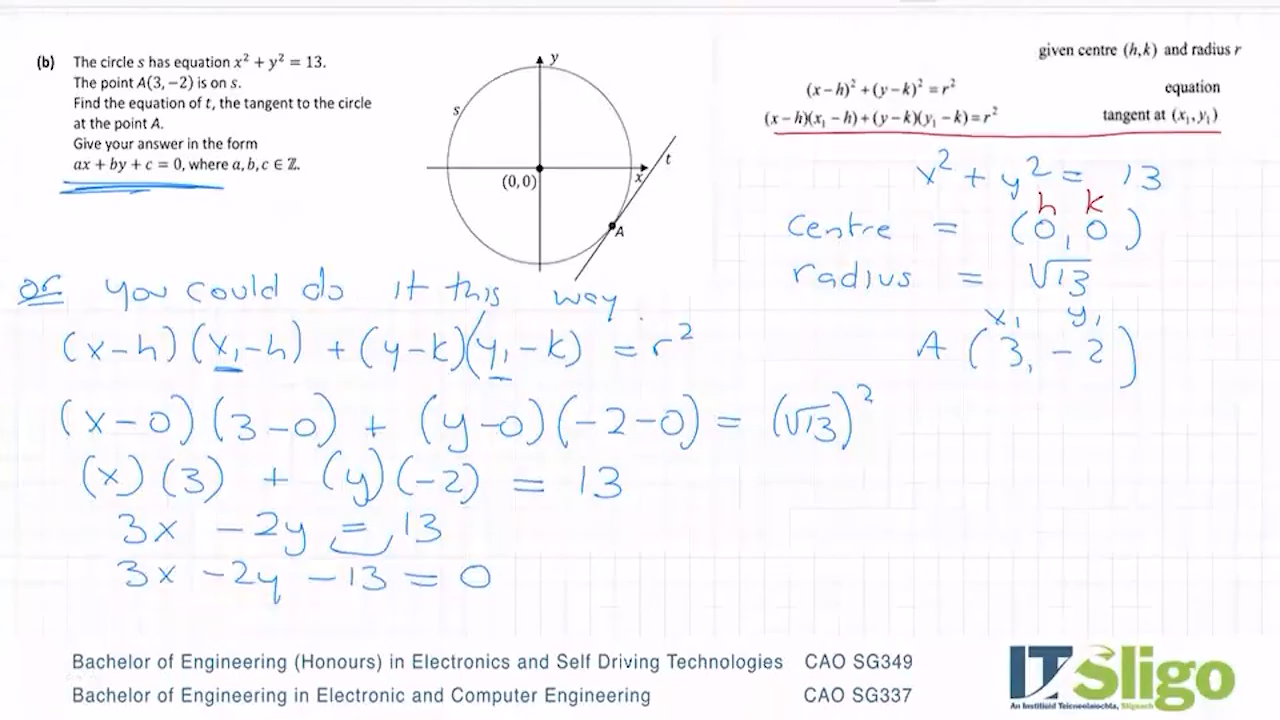 (b) The circle s has equation x² + y² = 13.
The point A(3, −2) is on s.
Find the equation of t, the tangent to the circle
at the point A.
Give your answer in the form
ax + by + c = 0, where a, b, c ∈ ℤ.
y
s
t
x
(0,0)
A
given centre (h,k) and radius r
(x−h)² + (y−k)² = r² equation
(x−h)(x₁−h)+(y−k)(y₁−k)=r² tangent at (x₁,y₁)
x² + y² = 13
h k
centre = (0, 0)
radius = √13
x₁ y₁
A (3, −2)
or you could do it this way.
(x−h)(x₁−h) + (y−k)(y₁−k) = r²
(x−0)(3−0) + (y−0)(−2−0) = (√13)²
(x)(3) + (y)(−2) = 13
3x −2y = 13
3x −2y −13 = 0
Bachelor of Engineering (Honours) in Electronics and Self Driving Technologies CAO SG349
Bachelor of Engineering in Electronic and Computer Engineering CAO SG337
IT Sligo
An Institiúid Teicneolaíochta, Sligeach